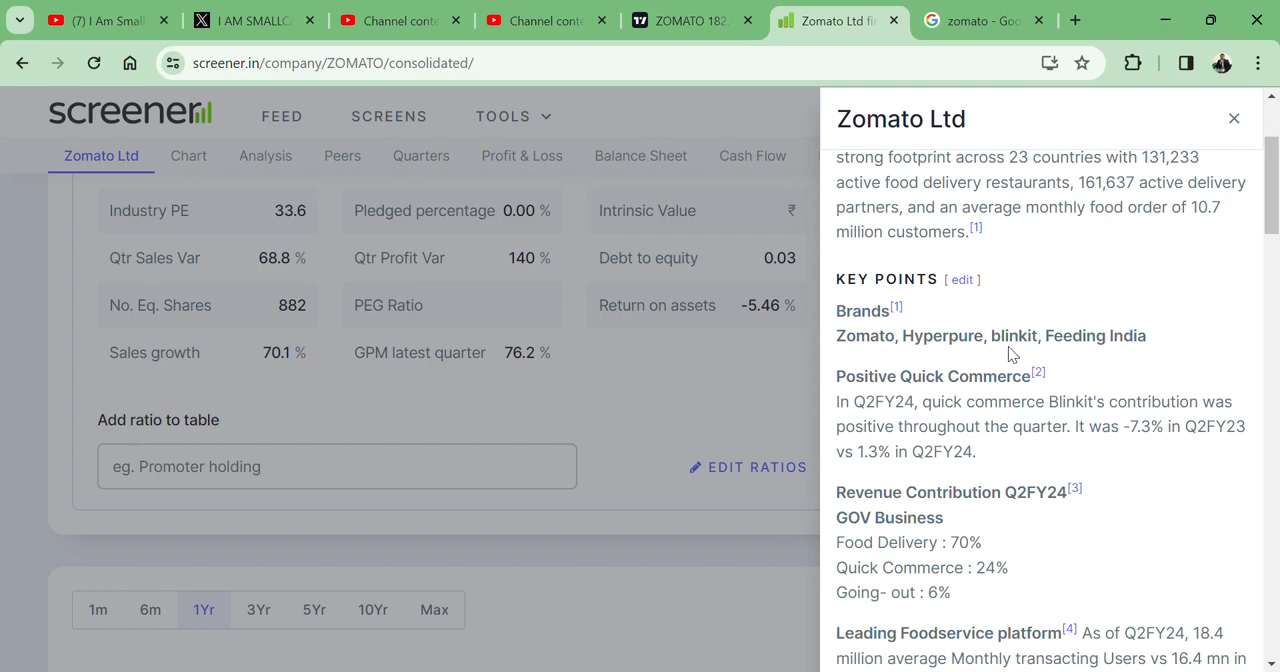 (7) I Am Small
I AM SMALLC
Channel conte
Channel conte
ZOMATO 182
Zomato Ltd fi
zomato - Goo
screener.in/company/ZOMATO/consolidated/
screener
FEED
SCREENS
TOOLS
Zomato Ltd
Chart
Analysis
Peers
Quarters
Profit & Loss
Balance Sheet
Cash Flow
Industry PE 33.6
Pledged percentage 0.00 %
Intrinsic Value ₹
Qtr Sales Var 68.8 %
Qtr Profit Var 140 %
Debt to equity 0.03
No. Eq. Shares 882
PEG Ratio
Return on assets -5.46 %
Sales growth 70.1 %
GPM latest quarter 76.2 %
Add ratio to table
eg. Promoter holding
EDIT RATIOS
1m 6m 1Yr 3Yr 5Yr 10Yr Max
Zomato Ltd
strong footprint across 23 countries with 131,233
active food delivery restaurants, 161,637 active delivery
partners, and an average monthly food order of 10.7
million customers.[1]
KEY POINTS [ edit ]
Brands[1]
Zomato, Hyperpure, blinkit, Feeding India
Positive Quick Commerce[2]
In Q2FY24, quick commerce Blinkit's contribution was
positive throughout the quarter. It was -7.3% in Q2FY23
vs 1.3% in Q2FY24.
Revenue Contribution Q2FY24[3]
GOV Business
Food Delivery : 70%
Quick Commerce : 24%
Going- out : 6%
Leading Foodservice platform[4] As of Q2FY24, 18.4
million average Monthly transacting Users vs 16.4 mn in